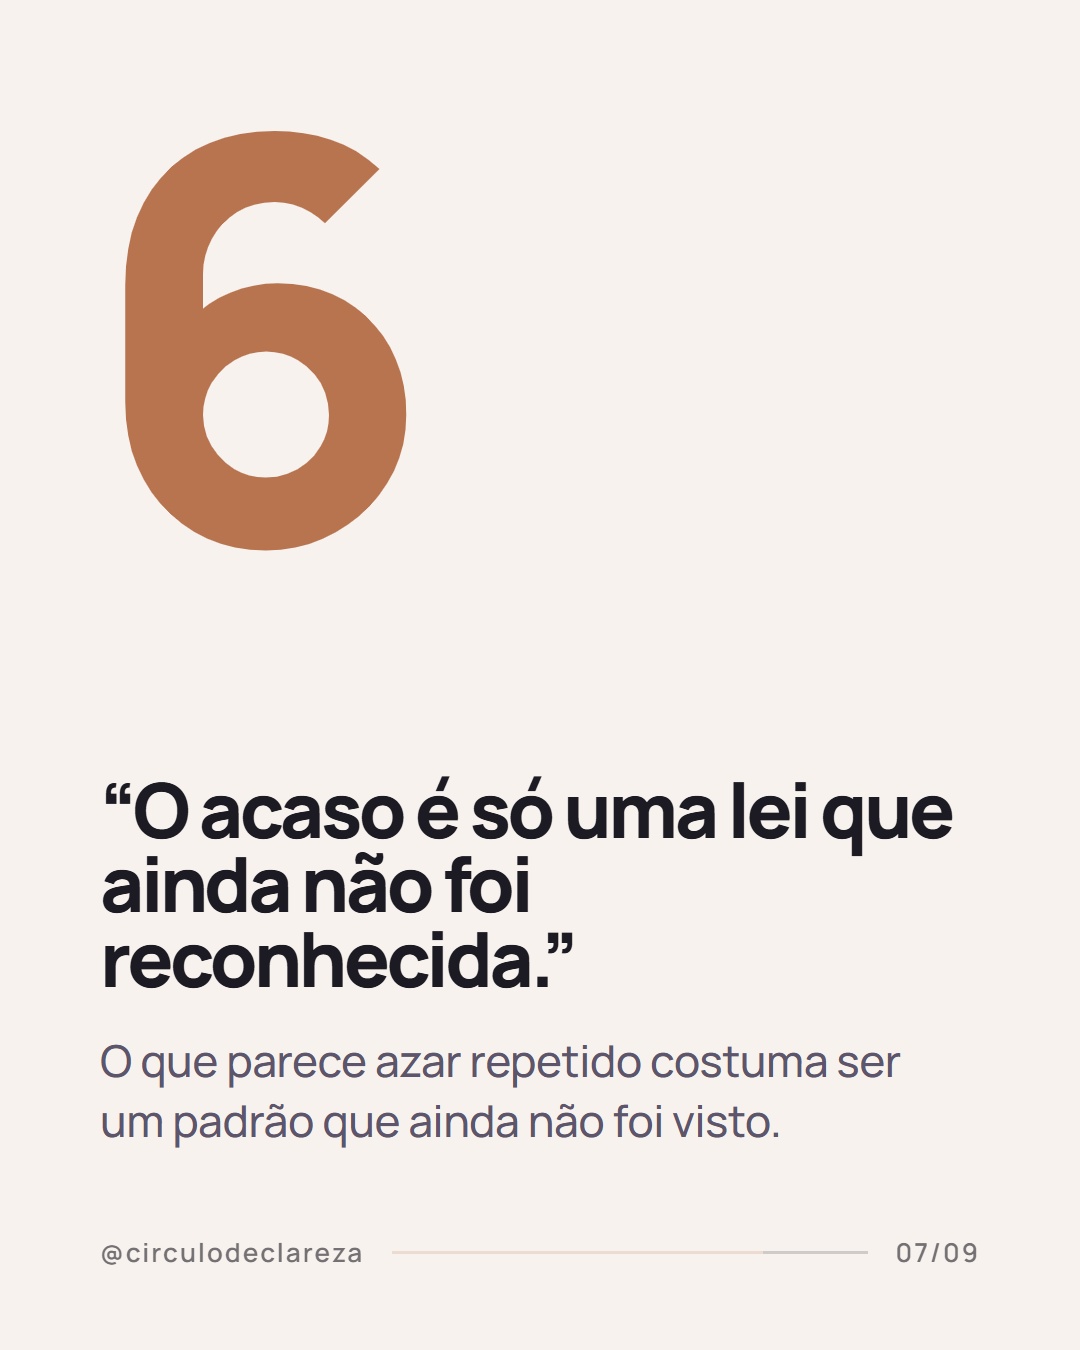 6
“O acaso é só uma lei que
ainda não foi
reconhecida.”
O que parece azar repetido costuma ser
um padrão que ainda não foi visto.
@circulodeclareza
07/09